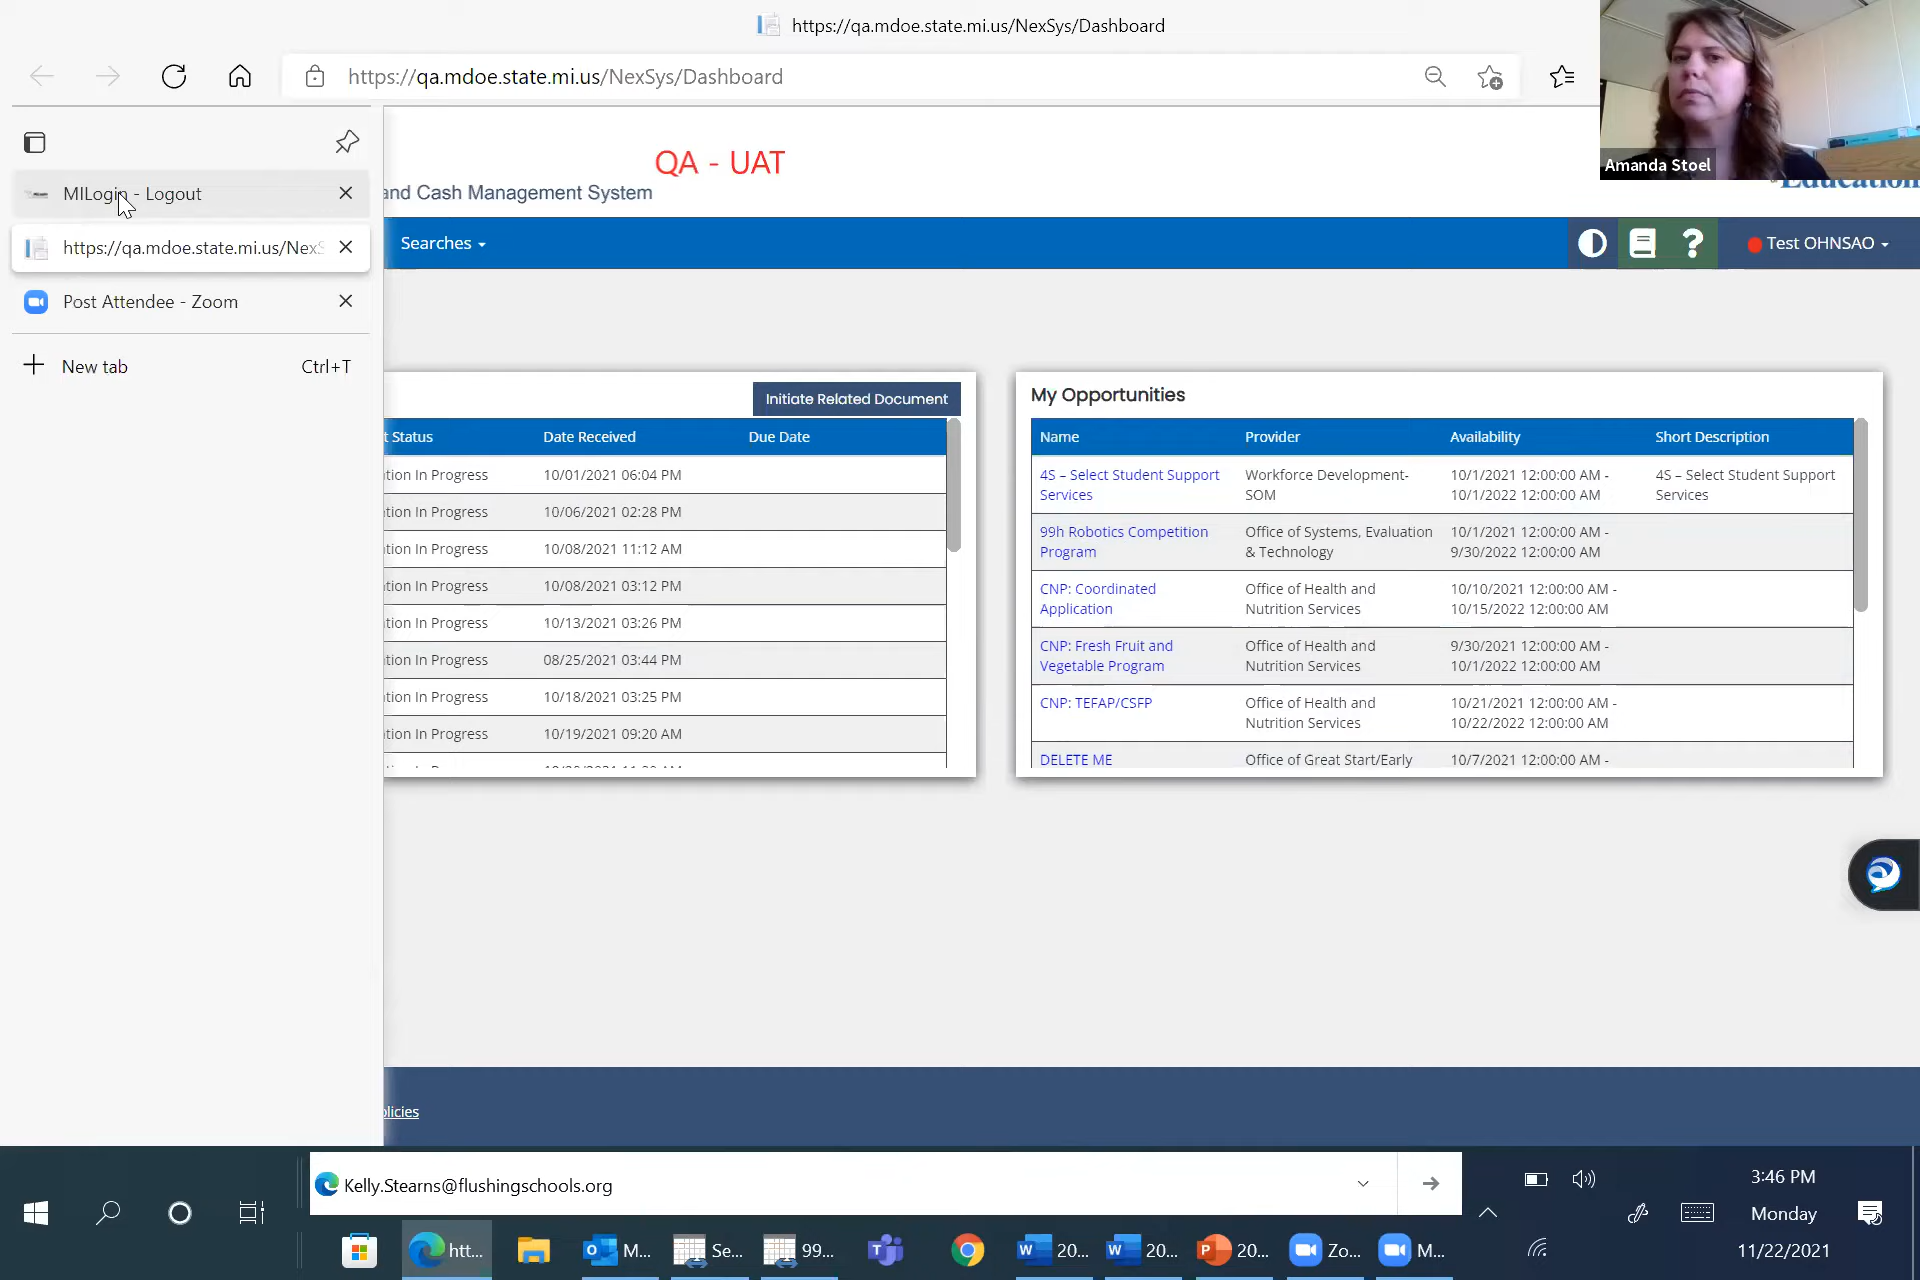 https://qa.mdoe.state.mi.us/NexSys/Dashboard
https://qa.mdoe.state.mi.us/NexSys/Dashboard
Amanda Stoel
MILogin - Logout
https://qa.mdoe.state.mi.us/NexS
Post Attendee - Zoom
New tab Ctrl+T
QA - UAT
and Cash Management System
Education
Searches
Test OHNSAO
Initiate Related Document
t Status Date Received Due Date
tion In Progress 10/01/2021 06:04 PM
tion In Progress 10/06/2021 02:28 PM
tion In Progress 10/08/2021 11:12 AM
tion In Progress 10/08/2021 03:12 PM
tion In Progress 10/13/2021 03:26 PM
tion In Progress 08/25/2021 03:44 PM
tion In Progress 10/18/2021 03:25 PM
tion In Progress 10/19/2021 09:20 AM
My Opportunities
Name Provider Availability Short Description
4S – Select Student Support Workforce Development- 10/1/2021 12:00:00 AM - 4S – Select Student Support
Services SOM 10/1/2022 12:00:00 AM Services
99h Robotics Competition Office of Systems, Evaluation 10/1/2021 12:00:00 AM -
Program & Technology 9/30/2022 12:00:00 AM
CNP: Coordinated Office of Health and 10/10/2021 12:00:00 AM -
Application Nutrition Services 10/15/2022 12:00:00 AM
CNP: Fresh Fruit and Office of Health and 9/30/2021 12:00:00 AM -
Vegetable Program Nutrition Services 10/1/2022 12:00:00 AM
CNP: TEFAP/CSFP Office of Health and 10/21/2021 12:00:00 AM -
Nutrition Services 10/22/2022 12:00:00 AM
DELETE ME Office of Great Start/Early 10/7/2021 12:00:00 AM -
olicies
Kelly.Stearns@flushingschools.org
htt... M... Se... 99... 20... 20... 20... Zo... M...
3:46 PM
Monday
11/22/2021